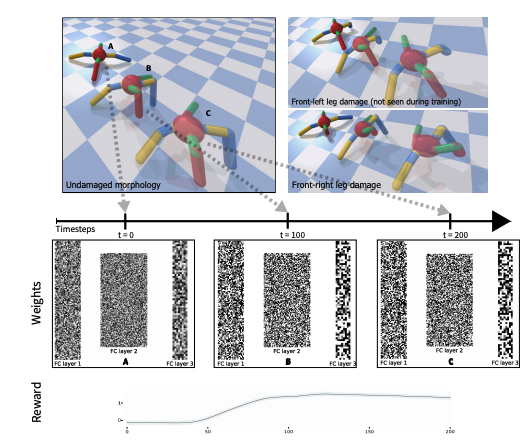 A
B
C
Undamaged morphology
Front-left leg damage (not seen during training)
Front-right leg damage
Timesteps
t = 0
t = 100
t = 200
Weights
FC layer 1
FC layer 2
A
FC layer 3
FC layer 1
FC layer 2
B
FC layer 3
FC layer 1
FC layer 2
C
FC layer 3
Reward
1-
0-
0
50
100
150
200